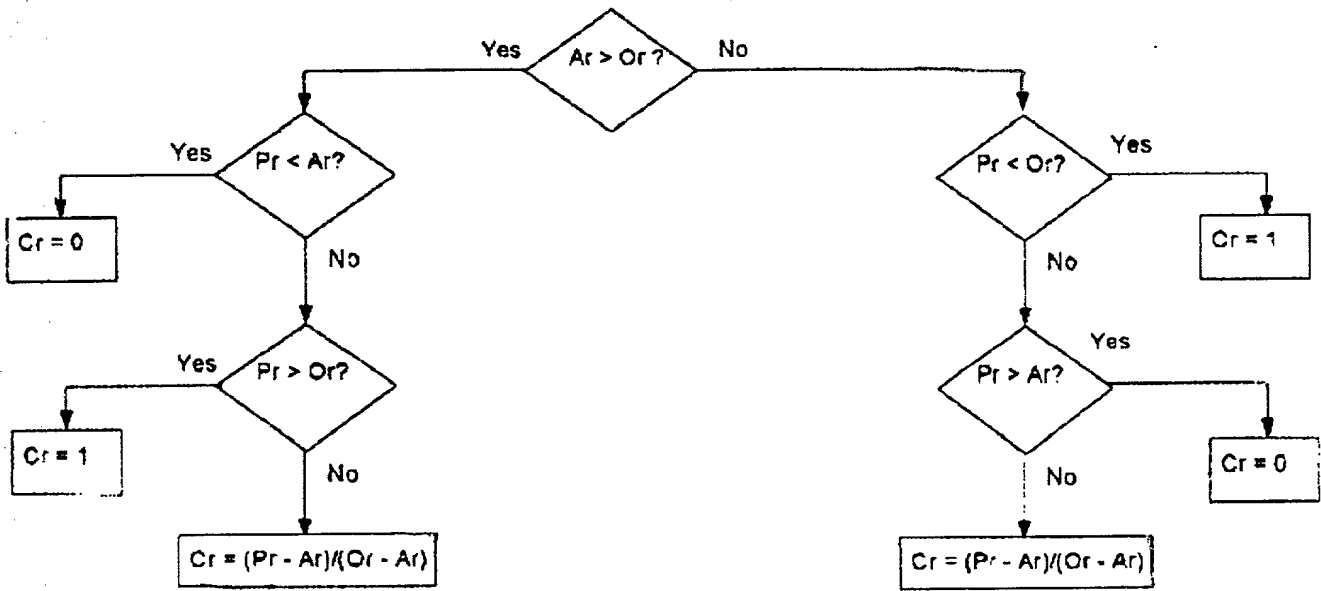 Ar > Or ?
Yes
No
Pr < Ar?
Yes
No
Cr = 0
Pr < Or?
Yes
No
Cr = 1
Pr > Or?
Yes
No
Cr = 1
Pr > Ar?
Yes
No
Cr = 0
Cr = (Pr - Ar)/(Or - Ar)
Cr = (Pr - Ar)/(Or - Ar)